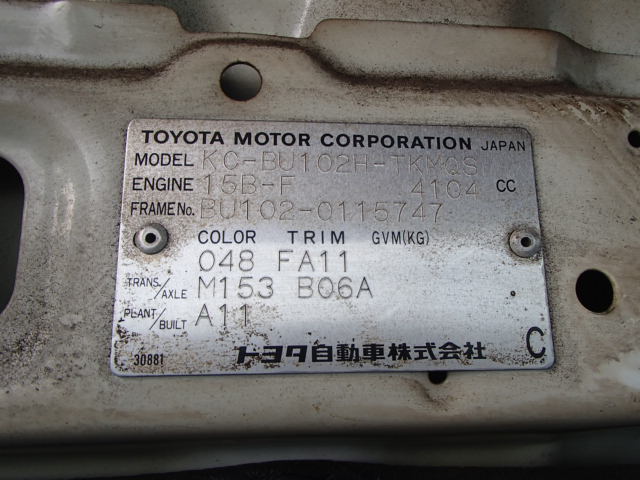 TOYOTA MOTOR CORPORATION JAPAN
MODEL KC-BU102H-TKMQS
ENGINE 15B-F 4104 CC
FRAME No. BU102-0115747
COLOR TRIM GVM(KG)
048 FA11
TRANS/AXLE M153 B06A
PLANT/BUILT A11
30881 トヨタ自動車株式会社 C